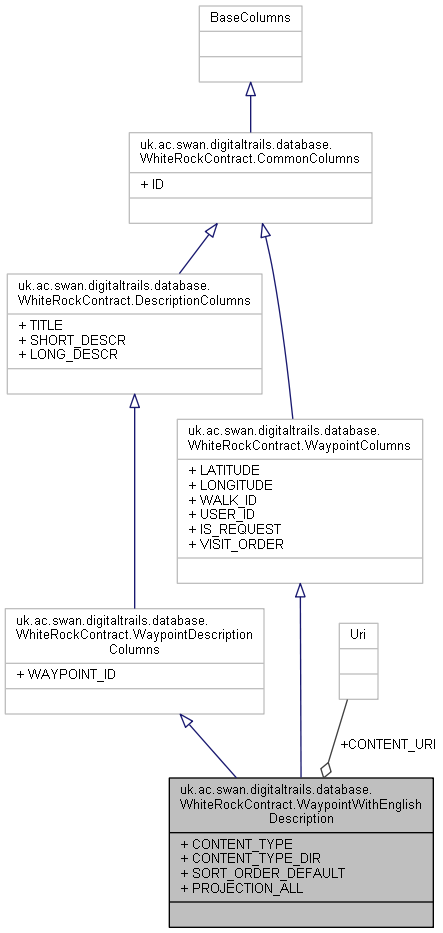 BaseColumns
uk.ac.swan.digitaltrails.database.
WhiteRockContract.CommonColumns
+ ID
uk.ac.swan.digitaltrails.database.
WhiteRockContract.DescriptionColumns
+ TITLE
+ SHORT_DESCR
+ LONG_DESCR
uk.ac.swan.digitaltrails.database.
WhiteRockContract.WaypointColumns
+ LATITUDE
+ LONGITUDE
+ WALK_ID
+ USER_ID
+ IS_REQUEST
+ VISIT_ORDER
uk.ac.swan.digitaltrails.database.
WhiteRockContract.WaypointDescription
Columns
+ WAYPOINT_ID
Uri
+CONTENT_URI
uk.ac.swan.digitaltrails.database.
WhiteRockContract.WaypointWithEnglish
Description
+ CONTENT_TYPE
+ CONTENT_TYPE_DIR
+ SORT_ORDER_DEFAULT
+ PROJECTION_ALL